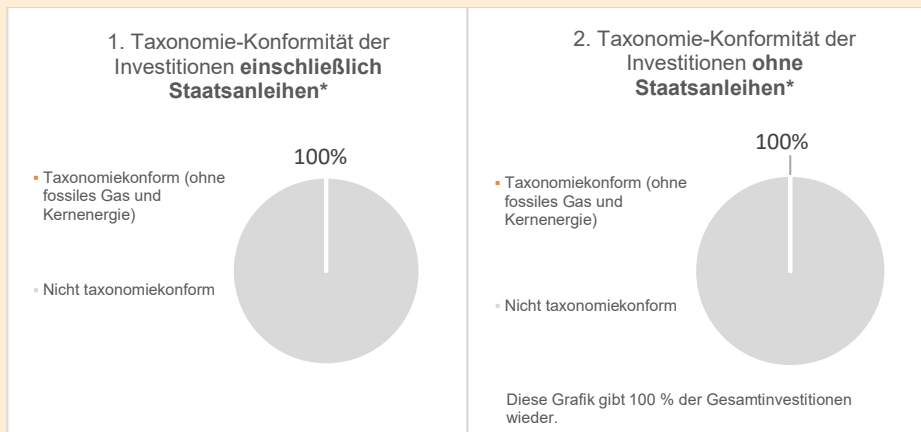 1. Taxonomie-Konformität der
Investitionen einschließlich
Staatsanleihen*
100%
Taxonomiekonform (ohne
fossiles Gas und
Kernenergie)
Nicht taxonomiekonform
2. Taxonomie-Konformität der
Investitionen ohne
Staatsanleihen*
100%
Taxonomiekonform (ohne
fossiles Gas und
Kernenergie)
Nicht taxonomiekonform
Diese Grafik gibt 100 % der Gesamtinvestitionen
wieder.